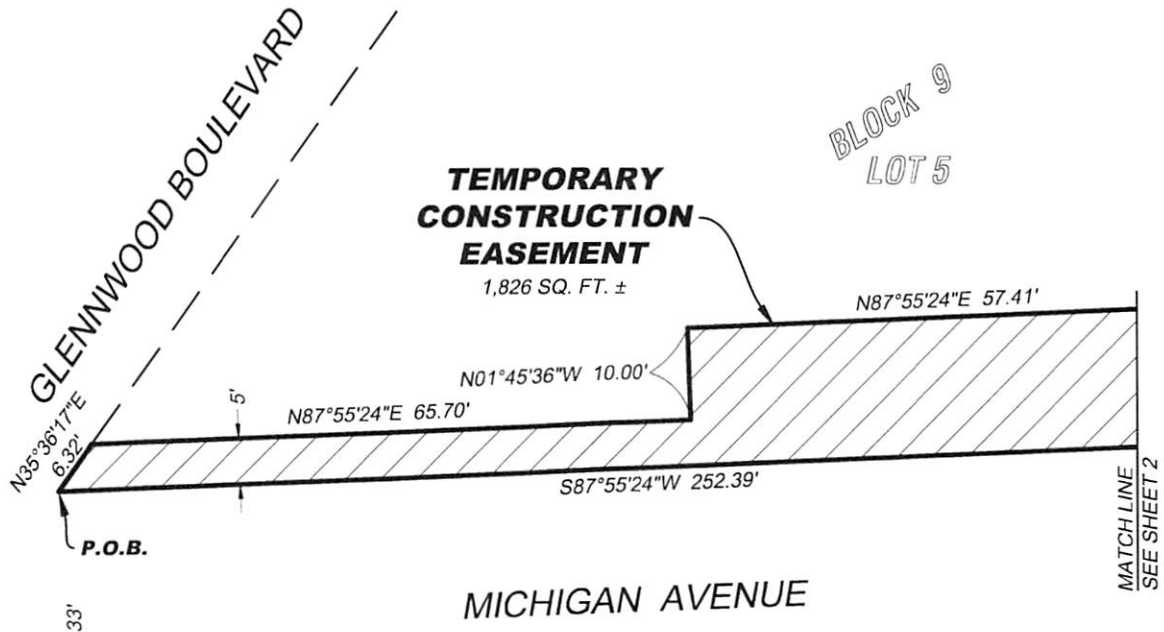 GLENNWOOD BOULEVARD
BLOCK 9
LOT 5
TEMPORARY
CONSTRUCTION
EASEMENT
1,826 SQ. FT. ±
N87°55'24"E 57.41'
N01°45'36"W 10.00'
N35°36'17"E
6.32'
5'
N87°55'24"E 65.70'
S87°55'24"W 252.39'
P.O.B.
MATCH LINE
SEE SHEET 2
33'
MICHIGAN AVENUE